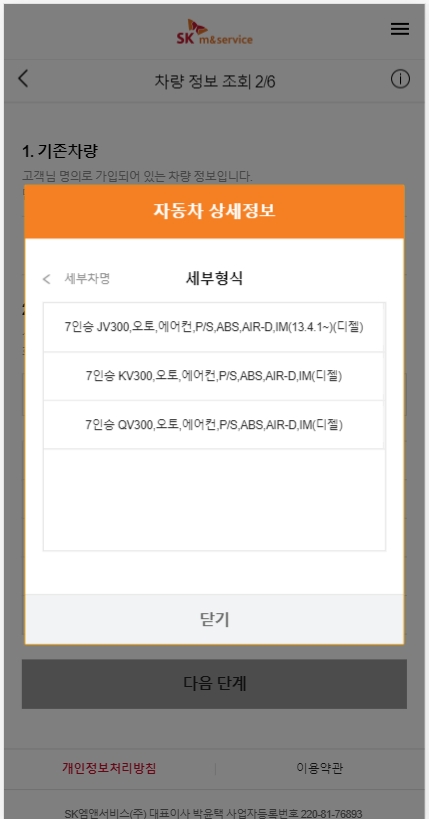 SK m&service
차량 정보 조회 2/6
1. 기존차량
고객님 명의로 가입되어 있는 차량 정보입니다.
자동차 상세정보
< 세부차명
세부형식
7인승 JV300,오토,에어컨,P/S,ABS,AIR-D,IM(13.4.1~)(디젤)
7인승 KV300,오토,에어컨,P/S,ABS,AIR-D,IM(디젤)
7인승 QV300,오토,에어컨,P/S,ABS,AIR-D,IM(디젤)
닫기
다음 단계
개인정보처리방침
이용약관
SK엠앤서비스(주) 대표이사 박윤택 사업자등록번호 220-81-76893